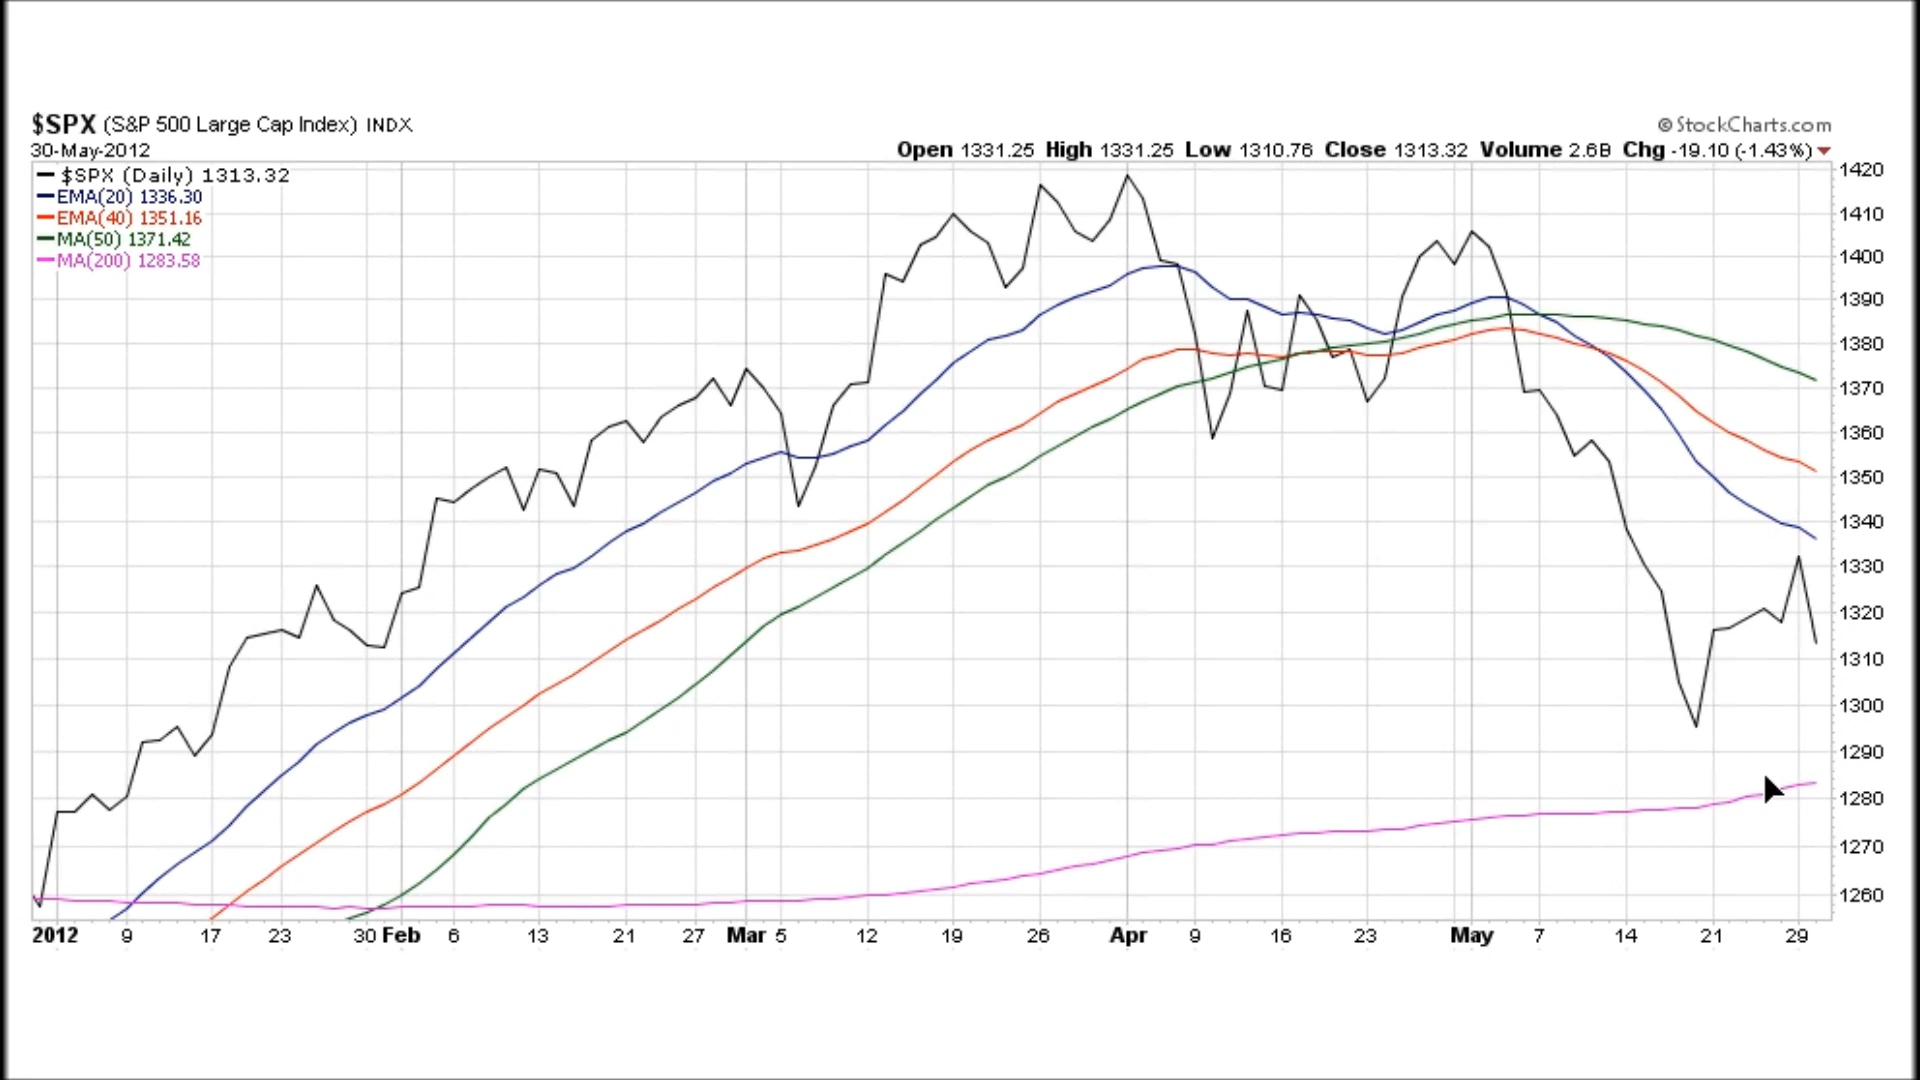 $SPX (S&P 500 Large Cap Index) INDX
© StockCharts.com
30-May-2012
Open 1331.25 High 1331.25 Low 1310.76 Close 1313.32 Volume 2.6B Chg -19.10 (-1.43%)
$SPX (Daily) 1313.32
EMA(20) 1336.30
EMA(40) 1351.16
MA(50) 1371.42
MA(200) 1283.58
1420
1410
1400
1390
1380
1370
1360
1350
1340
1330
1320
1310
1300
1290
1280
1270
1260
2012 9 17 23 30 Feb 6 13 21 27 Mar 5 12 19 26 Apr 9 16 23 May 7 14 21 29